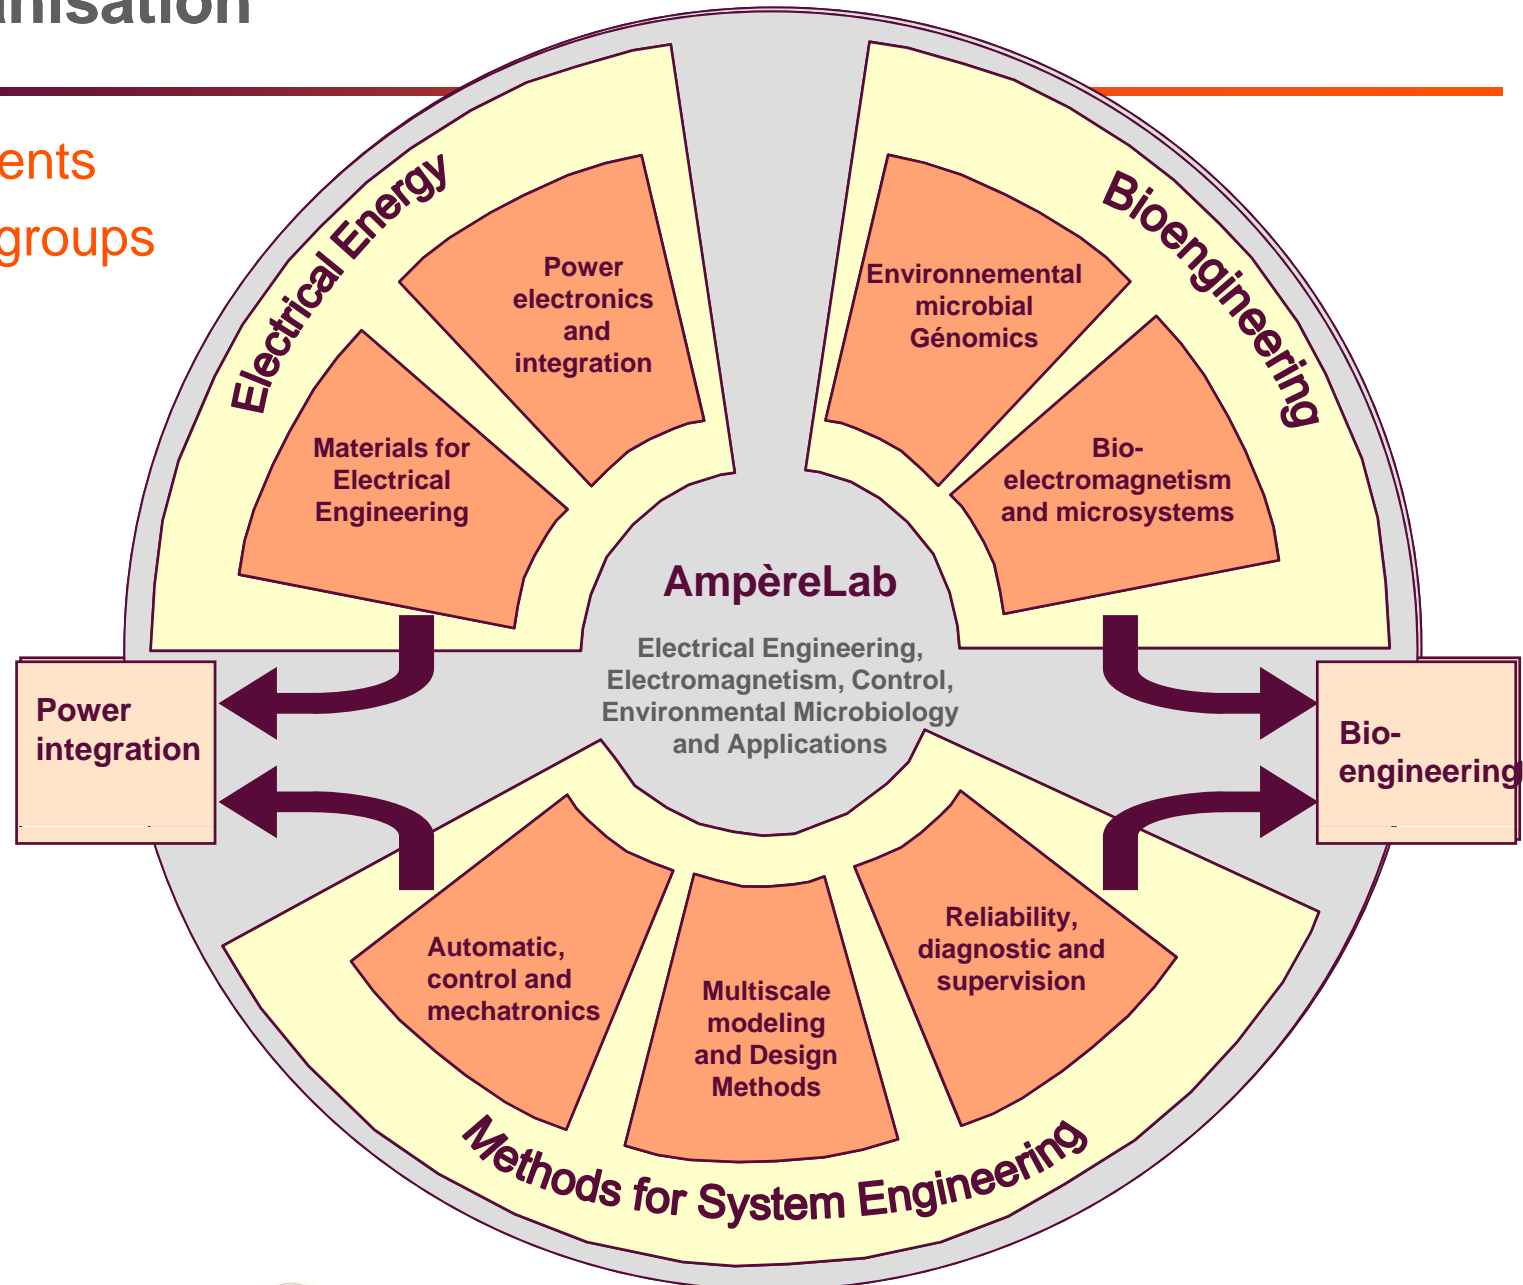 anisation
ents
groups
Electrical Energy
Bioengineering
Power
electronics
and
integration
Environnemental
microbial
Génomics
Materials for
Electrical
Engineering
Bio-
electromagnetism
and microsystems
AmpèreLab
Electrical Engineering,
Electromagnetism, Control,
Environmental Microbiology
and Applications
Power
integration
Bio-
engineering
Automatic,
control and
mechatronics
Multiscale
modeling
and Design
Methods
Reliability,
diagnostic and
supervision
Methods for System Engineering